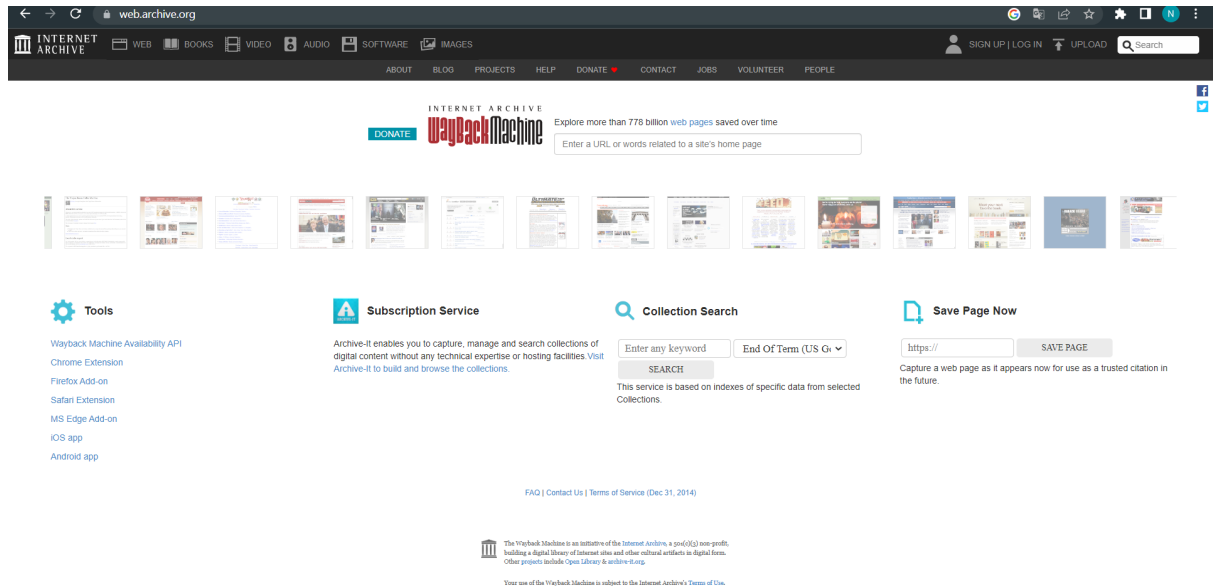 web.archive.org
N
INTERNET ARCHIVE
WEB BOOKS VIDEO AUDIO SOFTWARE IMAGES
SIGN UP | LOG IN UPLOAD Search
ABOUT BLOG PROJECTS HELP DONATE CONTACT JOBS VOLUNTEER PEOPLE
INTERNET ARCHIVE
DONATE
WayBackMachine
Explore more than 778 billion web pages saved over time
Enter a URL or words related to a site's home page
Tools
Wayback Machine Availability API
Chrome Extension
Firefox Add-on
Safari Extension
MS Edge Add-on
iOS app
Android app
Subscription Service
Archive-It enables you to capture, manage and search collections of
digital content without any technical expertise or hosting facilities. Visit
Archive-It to build and browse the collections.
Collection Search
Enter any keyword
End Of Term (US G
SEARCH
This service is based on indexes of specific data from selected
Collections.
Save Page Now
https://
SAVE PAGE
Capture a web page as it appears now for use as a trusted citation in
the future.
FAQ | Contact Us | Terms of Service (Dec 31, 2014)
The Wayback Machine is an initiative of the Internet Archive, a 501(c)(3) non-profit,
building a digital library of Internet sites and other cultural artifacts in digital form.
Other projects include Open Library & archive-it.org.
Your use of the Wayback Machine is subject to the Internet Archive's Terms of Use.